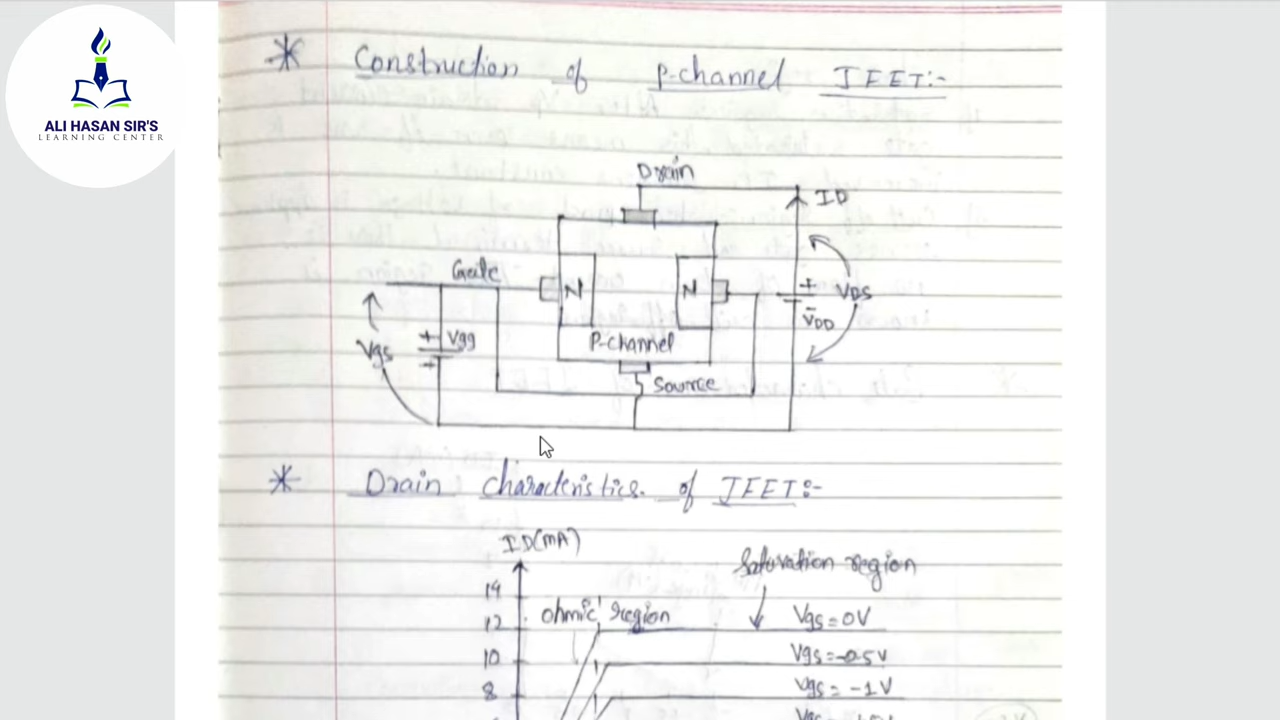 ALI HASAN SIR'S
LEARNING CENTER
* Construction of P-channel JFET:-
Drain
ID
Gate
N
N
+
VDS
-
VDD
+
Vgg
Vgs
P-channel
Source
* Drain characteristics. of JFET:-
ID(mA)
Saturation region
14
ohmic region
Vgs = 0V
12
Vgs = -0.5V
10
Vgs = -1V
8